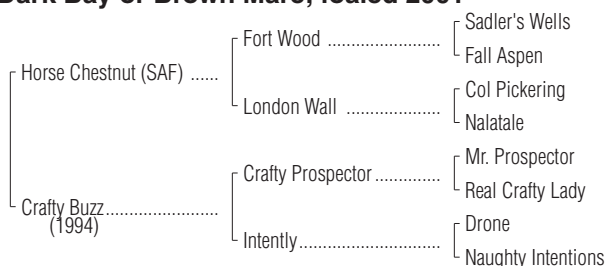 Dark Bay or Brown Mare; foaled 2001
Sadler's Wells
Fort Wood ........................
Fall Aspen
Horse Chestnut (SAF) ......
Col Pickering
London Wall ....................
Nalatale
Mr. Prospector
Crafty Prospector..............
Real Crafty Lady
Crafty Buzz........................
(1994)
Drone
Intently..............................
Naughty Intentions